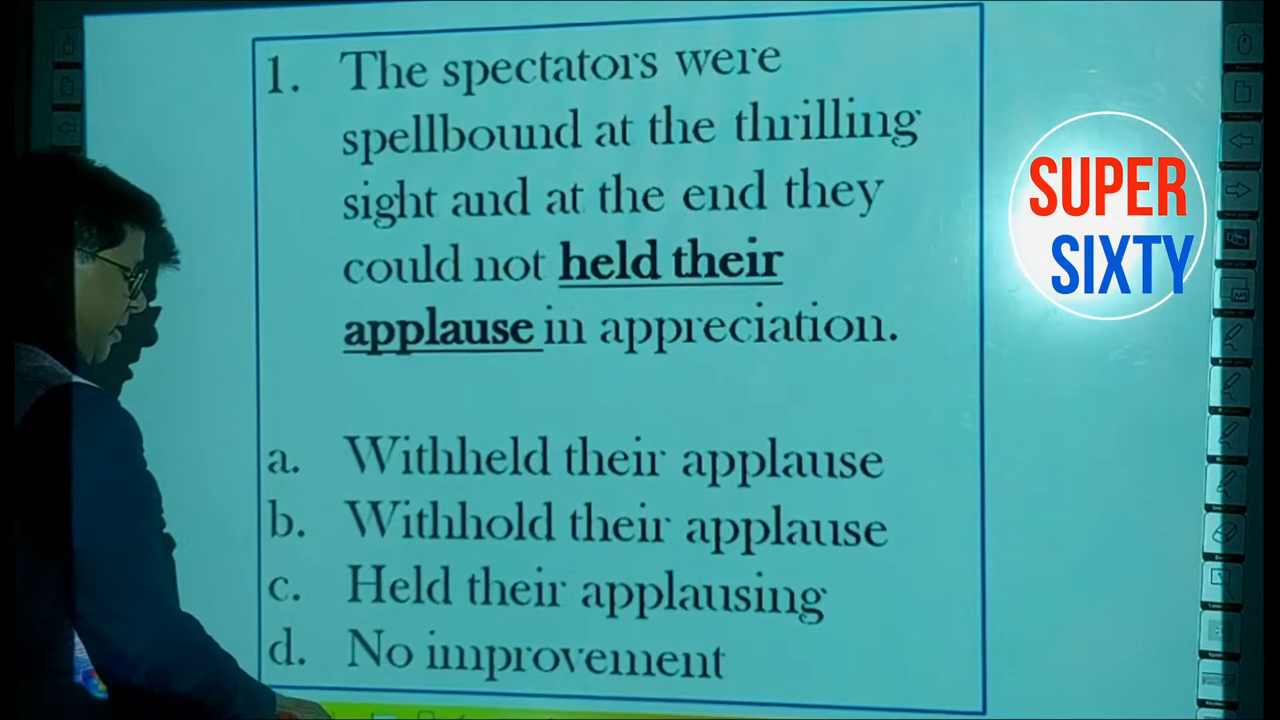 1. The spectators were
spellbound at the thrilling
sight and at the end they
could not held their
applause in appreciation.
a. Withheld their applause
b. Withhold their applause
c. Held their applausing
d. No improvement
SUPER
SIXTY